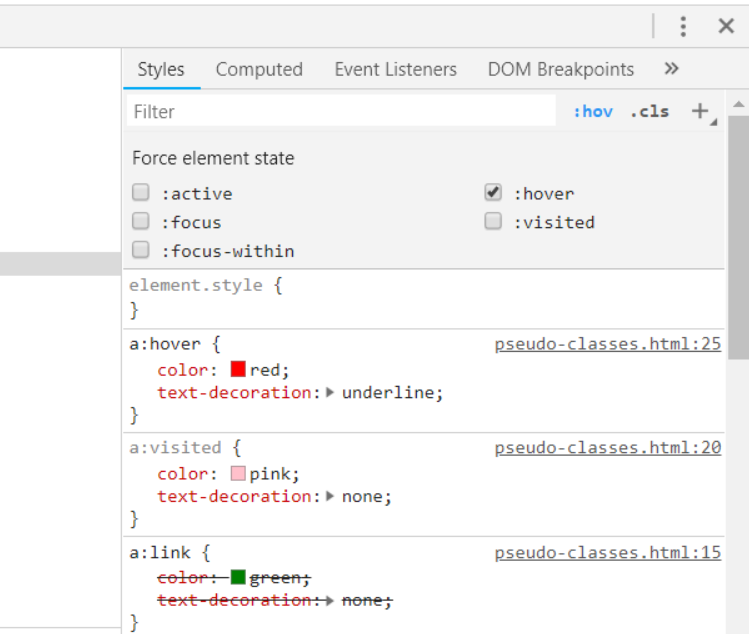 Styles Computed Event Listeners DOM Breakpoints »
Filter :hov .cls +
Force element state
:active :hover
:focus :visited
:focus-within
element.style {
}
a:hover { pseudo-classes.html:25
color: red;
text-decoration: underline;
}
a:visited { pseudo-classes.html:20
color: pink;
text-decoration: none;
}
a:link { pseudo-classes.html:15
color: green;
text-decoration: none;
}